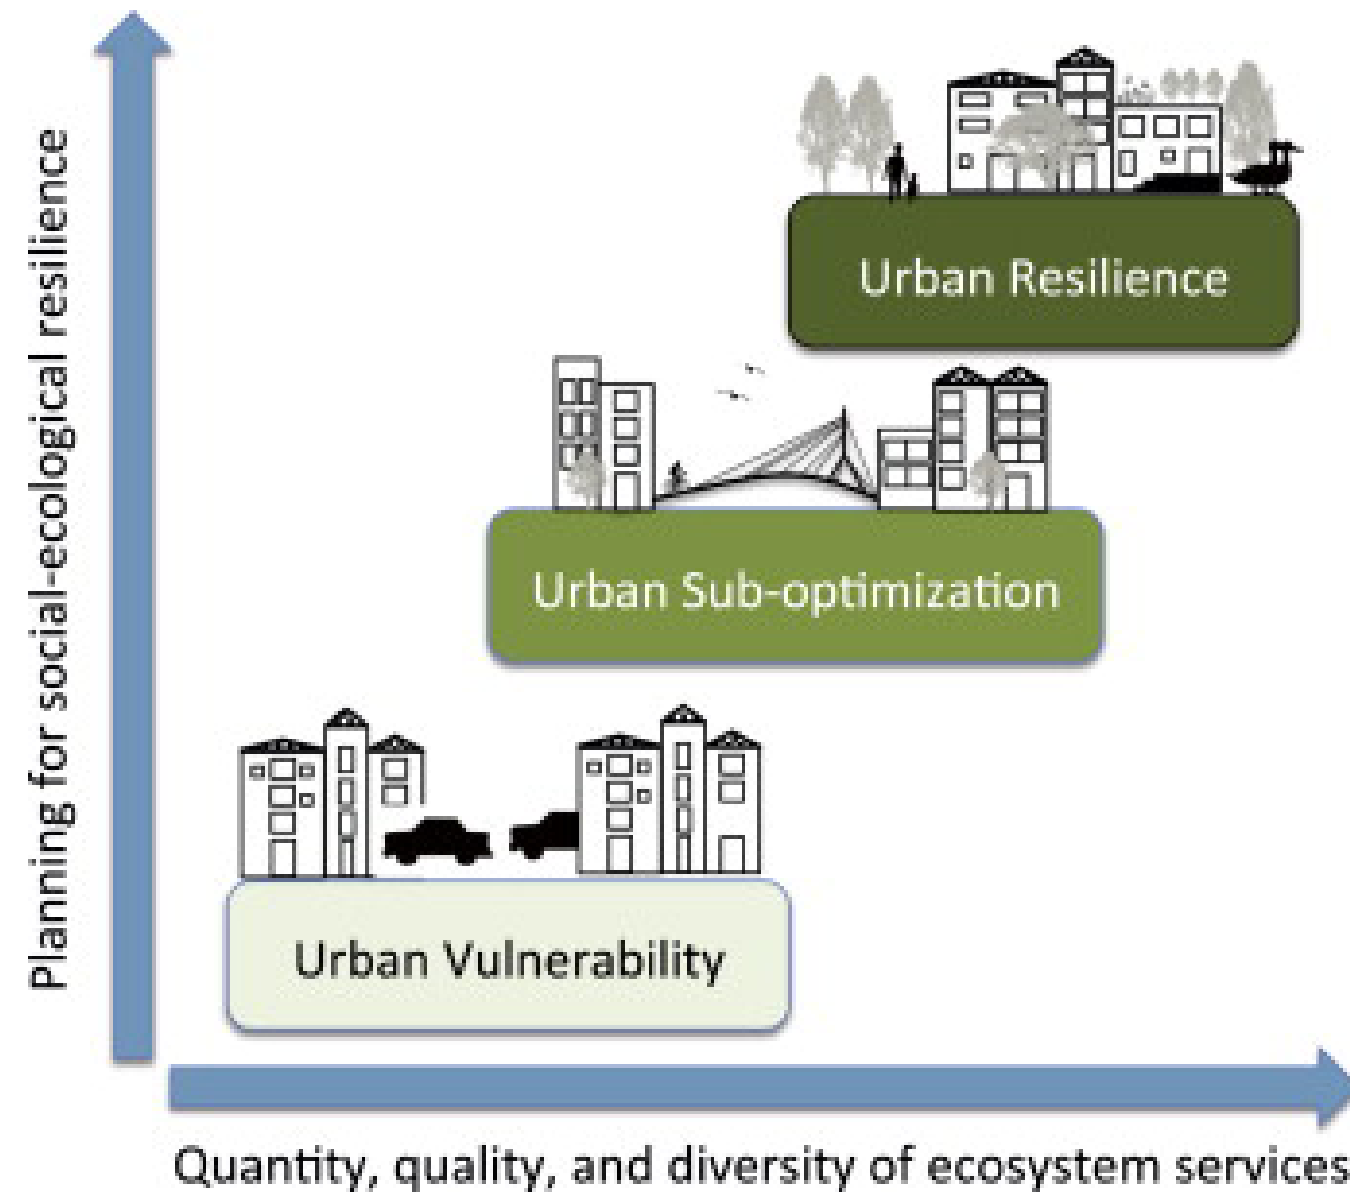 Planning for social-ecological resilience
Urban Resilience
Urban Sub-optimization
Urban Vulnerability
Quantity, quality, and diversity of ecosystem services